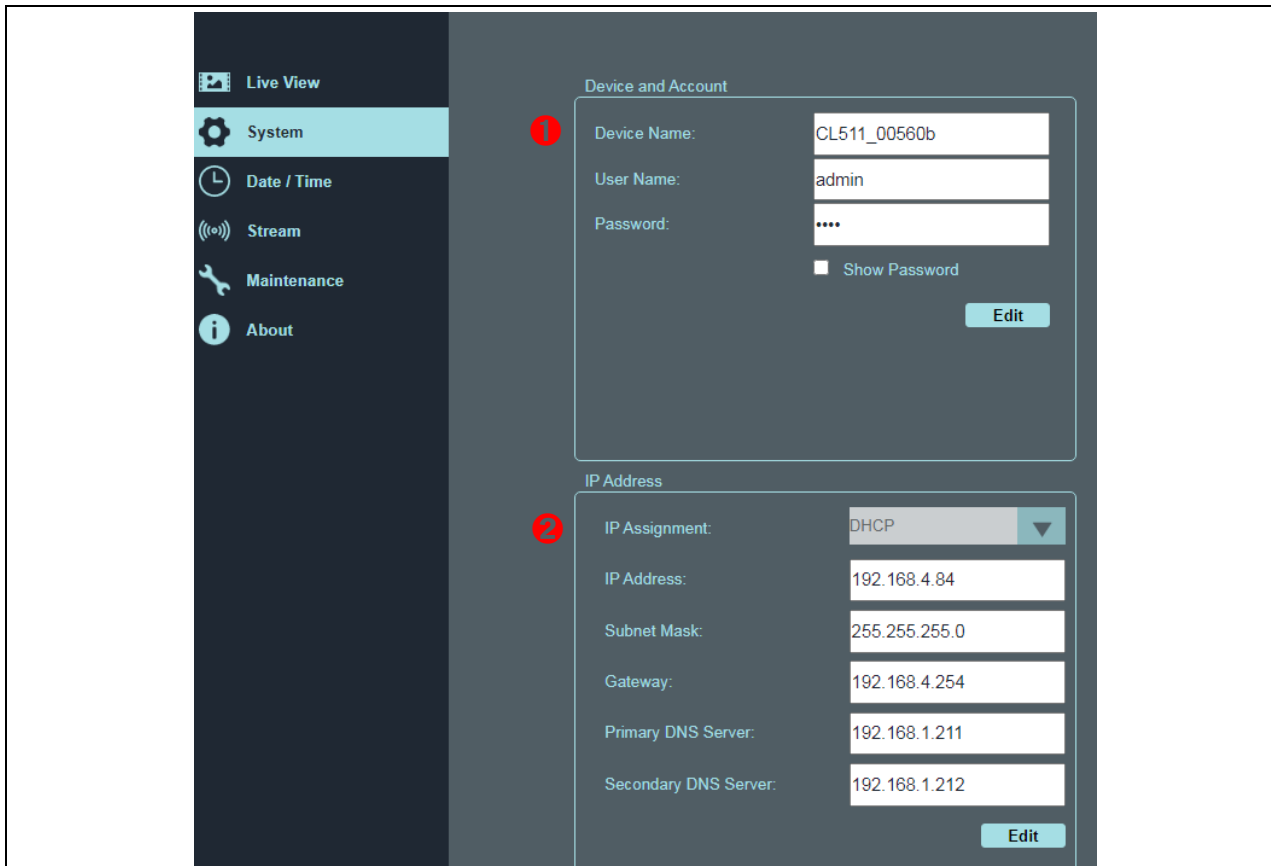 Live View
System
Date / Time
Stream
Maintenance
About
Device and Account
1
Device Name: CL511_00560b
User Name: admin
Password: ••••
Show Password
Edit
IP Address
2
IP Assignment: DHCP
IP Address: 192.168.4.84
Subnet Mask: 255.255.255.0
Gateway: 192.168.4.254
Primary DNS Server: 192.168.1.211
Secondary DNS Server: 192.168.1.212
Edit